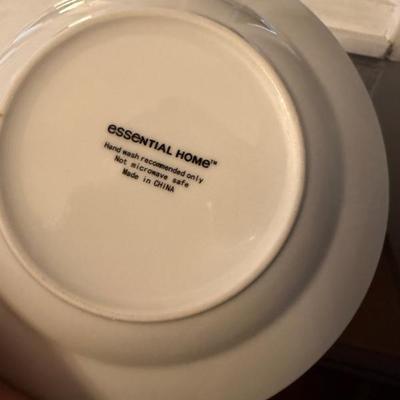 essenTIAL HOME™
Hand wash recommended only
Not microwave safe
Made in CHINA